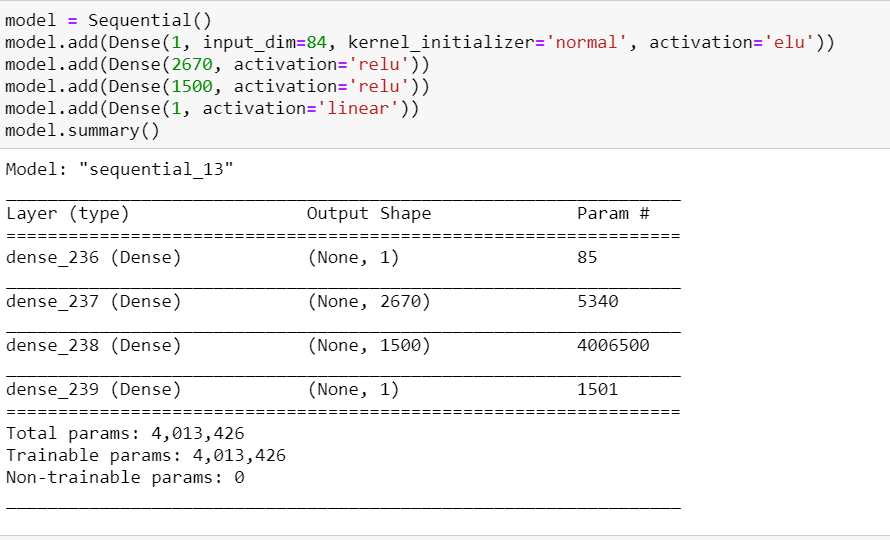 model = Sequential()
model.add(Dense(1, input_dim=84, kernel_initializer='normal', activation='elu'))
model.add(Dense(2670, activation='relu'))
model.add(Dense(1500, activation='relu'))
model.add(Dense(1, activation='linear'))
model.summary()
Model: "sequential_13"
_________________________________________________________________
Layer (type)                 Output Shape              Param #
=================================================================
dense_236 (Dense)            (None, 1)                 85
_________________________________________________________________
dense_237 (Dense)            (None, 2670)              5340
_________________________________________________________________
dense_238 (Dense)            (None, 1500)              4006500
_________________________________________________________________
dense_239 (Dense)            (None, 1)                 1501
=================================================================
Total params: 4,013,426
Trainable params: 4,013,426
Non-trainable params: 0
_________________________________________________________________